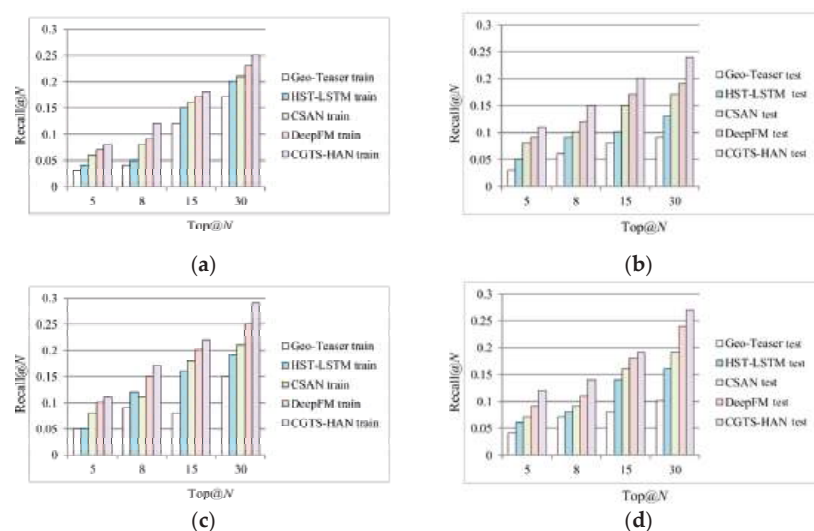 0.3
0.25
0.2
0.15
0.1
0.05
0
Recall@N
5 8 15 30
Top@N
Geo-Teaser train
HST-LSTM train
CSAN train
DeepFM train
CGTS-HAN train
(a)
0.3
0.25
0.2
0.15
0.1
0.05
0
Recall@N
5 8 15 30
Top@N
Geo-Teaser test
HST-LSTM test
CSAN test
DeepFM test
CGTS-HAN test
(b)
0.3
0.25
0.2
0.15
0.1
0.05
0
Recall@N
5 8 15 30
Top@N
Geo-Teaser train
HST-LSTM train
CSAN train
DeepFM train
CGTS-HAN train
(c)
0.3
0.25
0.2
0.15
0.1
0.05
0
Recall@N
5 8 15 30
Top@N
Geo-Teaser test
HST-LSTM test
CSAN test
DeepFM test
CGTS-HAN test
(d)